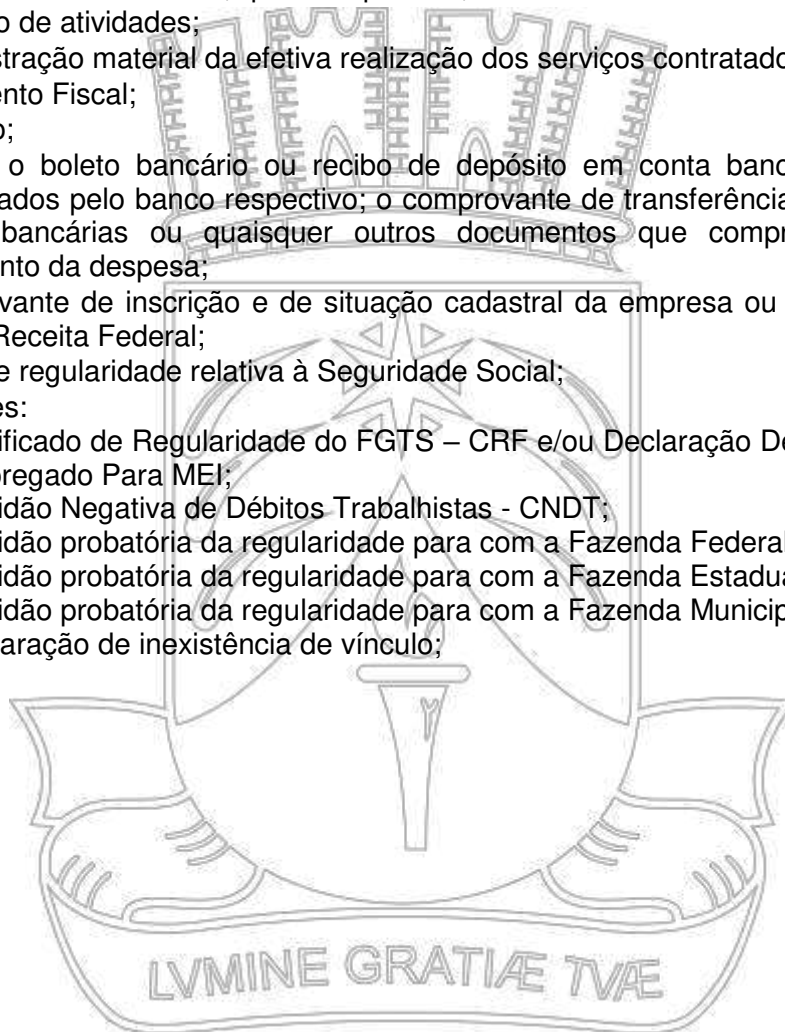 o de atividades;
stração material da efetiva realização dos serviços contratado
ento Fiscal;
o;
o boleto bancário ou recibo de depósito em conta banc
ados pelo banco respectivo; o comprovante de transferência
bancárias ou quaisquer outros documentos que compr
nto da despesa;
vante de inscrição e de situação cadastral da empresa ou
Receita Federal;
e regularidade relativa à Seguridade Social;
es:
ificado de Regularidade do FGTS – CRF e/ou Declaração De
pregado Para MEI;
idão Negativa de Débitos Trabalhistas - CNDT;
idão probatória da regularidade para com a Fazenda Federal
idão probatória da regularidade para com a Fazenda Estadua
idão probatória da regularidade para com a Fazenda Municip
aração de inexistência de vínculo;
LVMINE GRATIÆ TVÆ